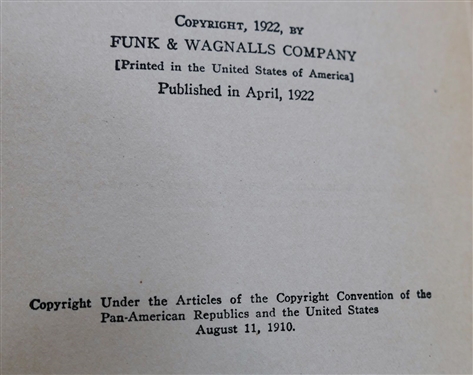 COPYRIGHT, 1922, BY
FUNK & WAGNALLS COMPANY
[Printed in the United States of America]
Published in April, 1922
Copyright Under the Articles of the Copyright Convention of the
Pan-American Republics and the United States
August 11, 1910.